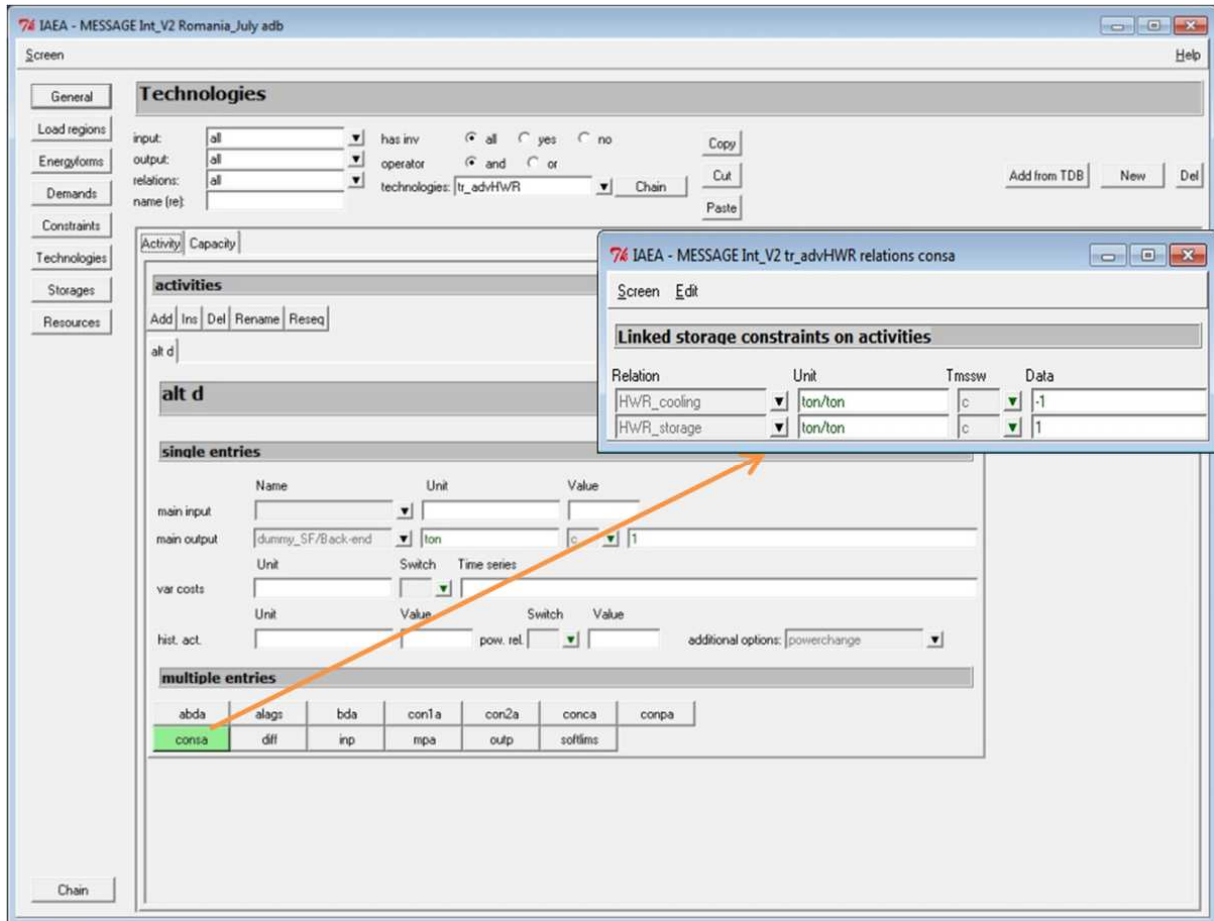 IAEA - MESSAGE Int_V2 Romania_July adb
Screen Help
General
Load regions
Energyforms
Demands
Constraints
Technologies
Storages
Resources
Chain
Technologies
input: all has inv all yes no Copy
output: all operator and or Cut
relations: all technologies: tr_advHWR Chain Add from TDB New Del
name (re): Paste
Activity Capacity
activities
Add Ins Del Rename Reseq
alt d
alt d
single entries
Name Unit Value
main input
main output dummy_SF/Back-end ton c 1
Unit Switch Time series
var costs
Unit Value Switch Value
hist. act. pow. rel. additional options: powerchange
multiple entries
abda alags bda con1a con2a conca conpa
consa diff inp mpa outp softlims
IAEA - MESSAGE Int_V2 tr_advHWR relations consa
Screen Edit
Linked storage constraints on activities
Relation Unit Tmssw Data
HWR_cooling ton/ton c -1
HWR_storage ton/ton c 1